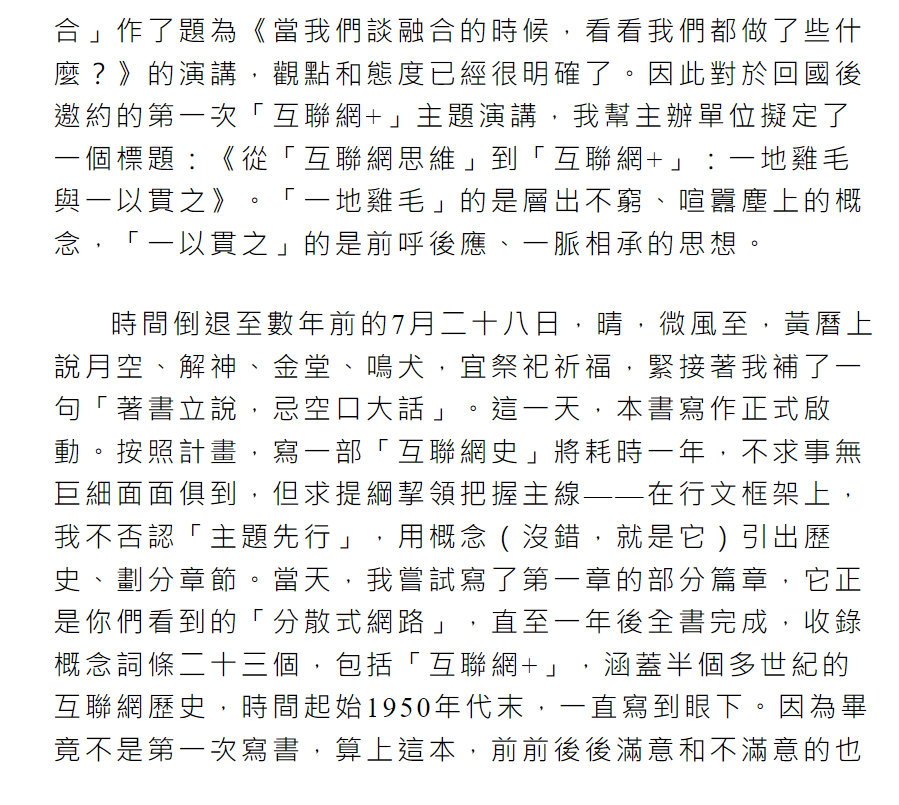 合」作了題為《當我們談融合的時候，看看我們都做了些什
麼？》的演講，觀點和態度已經很明確了。因此對於回國後
邀約的第一次「互聯網+」主題演講，我幫主辦單位擬定了
一個標題：《從「互聯網思維」到「互聯網+」：一地雞毛
與一以貫之》。「一地雞毛」的是層出不窮、喧囂塵上的概
念，「一以貫之」的是前呼後應、一脈相承的思想。
時間倒退至數年前的7月二十八日，晴，微風至，黃曆上
說月空、解神、金堂、鳴犬，宜祭祀祈福，緊接著我補了一
句「著書立說，忌空口大話」。這一天，本書寫作正式啟
動。按照計畫，寫一部「互聯網史」將耗時一年，不求事無
巨細面面俱到，但求提綱挈領把握主線——在行文框架上，
我不否認「主題先行」，用概念（沒錯，就是它）引出歷
史、劃分章節。當天，我嘗試寫了第一章的部分篇章，它正
是你們看到的「分散式網路」，直至一年後全書完成，收錄
概念詞條二十三個，包括「互聯網+」，涵蓋半個多世紀的
互聯網歷史，時間起始1950年代末，一直寫到眼下。因為畢
竟不是第一次寫書，算上這本，前前後後滿意和不滿意的也